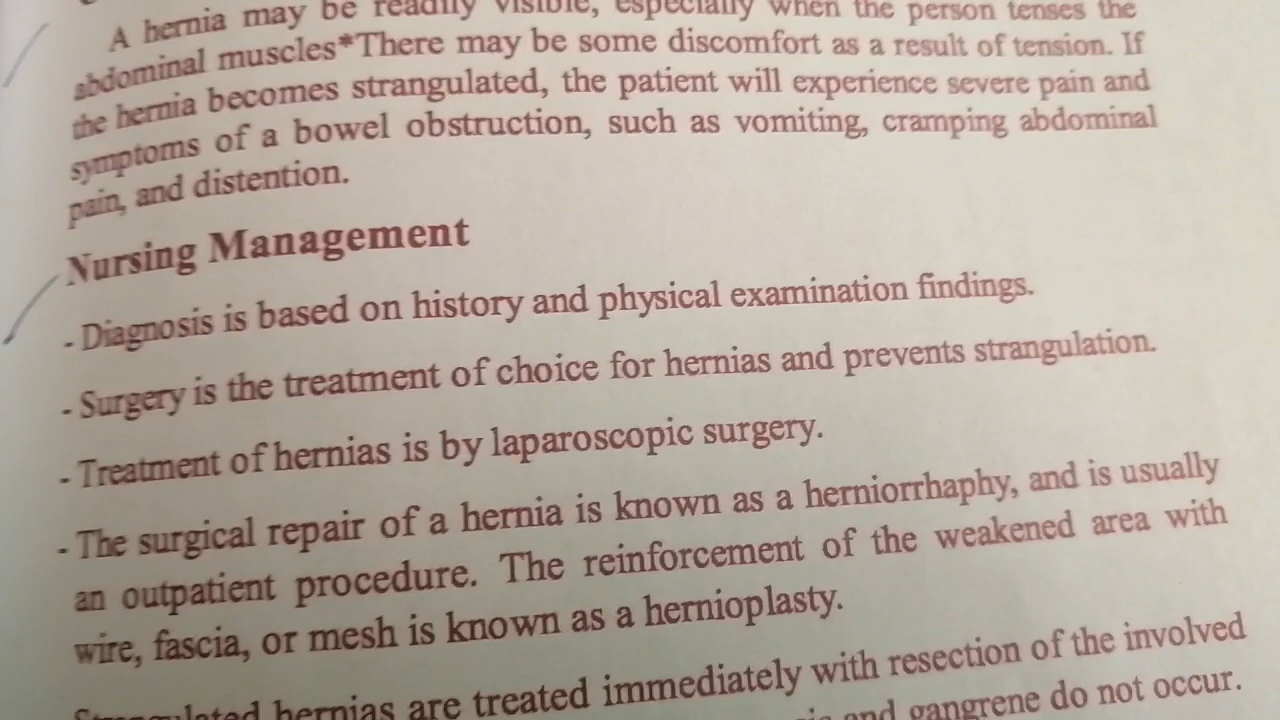 A hernia may be readily visible, especially when the person tenses the
abdominal muscles*There may be some discomfort as a result of tension. If
the hernia becomes strangulated, the patient will experience severe pain and
symptoms of a bowel obstruction, such as vomiting, cramping abdominal
pain, and distention.
Nursing Management
- Diagnosis is based on history and physical examination findings.
- Surgery is the treatment of choice for hernias and prevents strangulation.
- Treatment of hernias is by laparoscopic surgery.
- The surgical repair of a hernia is known as a herniorrhaphy, and is usually
an outpatient procedure. The reinforcement of the weakened area with
wire, fascia, or mesh is known as a hernioplasty.
hernias are treated immediately with resection of the involved
and gangrene do not occur.